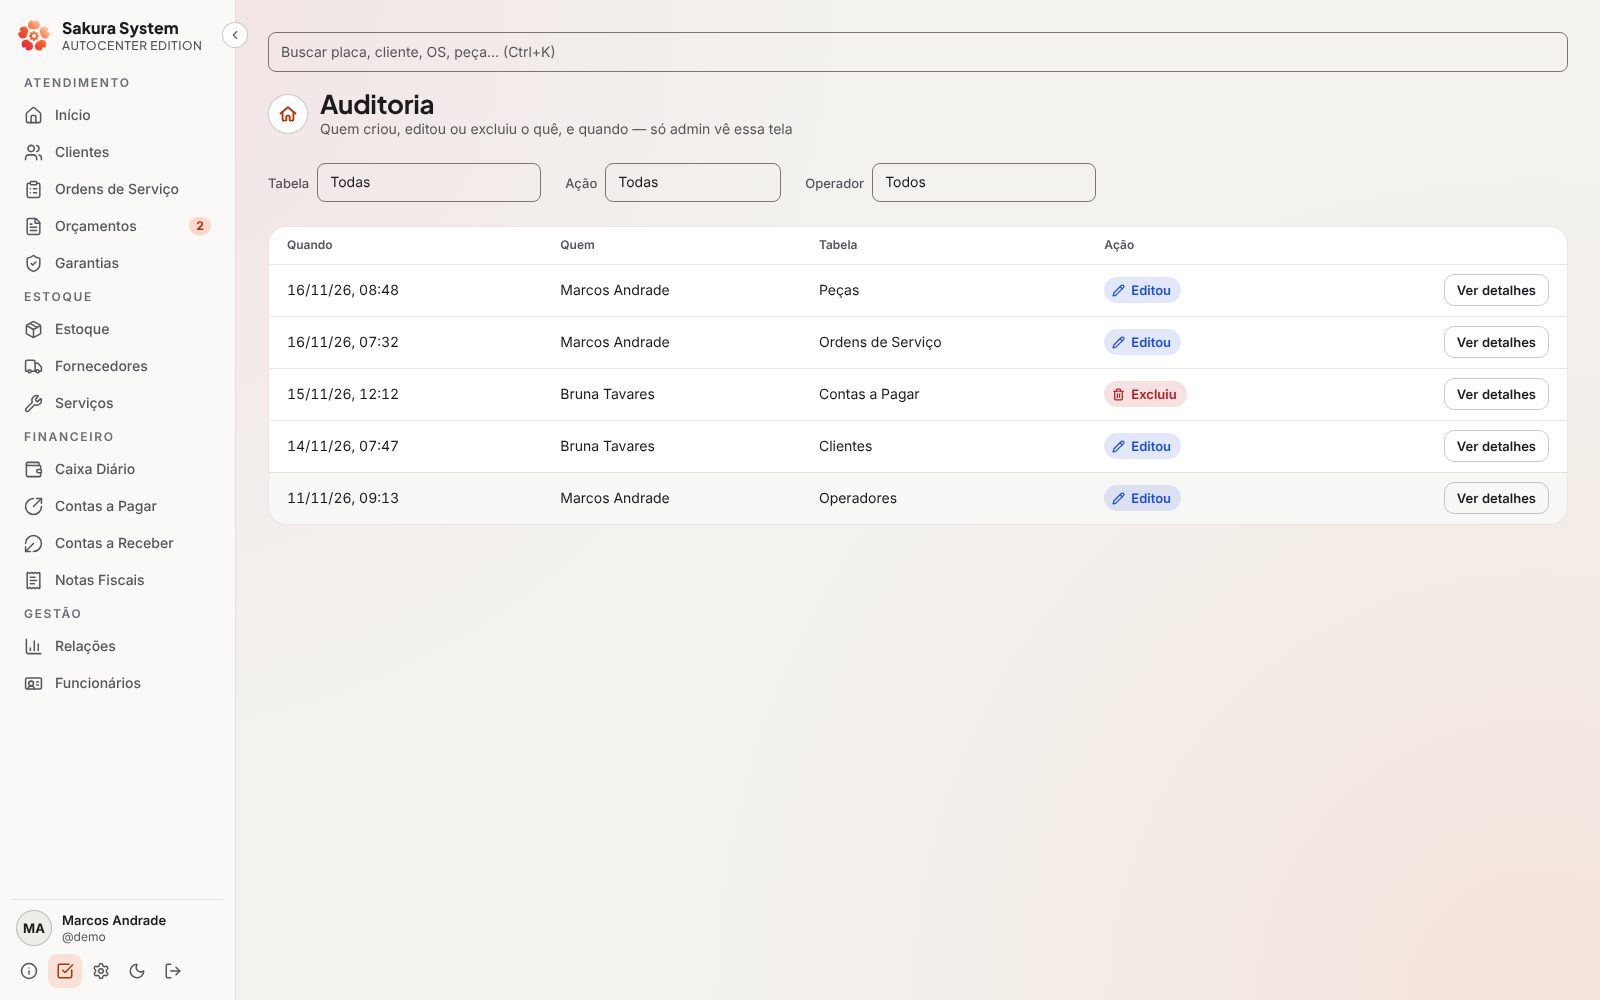 Sakura System
AUTOCENTER EDITION
ATENDIMENTO
Início
Clientes
Ordens de Serviço
Orçamentos 2
Garantias
ESTOQUE
Estoque
Fornecedores
Serviços
FINANCEIRO
Caixa Diário
Contas a Pagar
Contas a Receber
Notas Fiscais
GESTÃO
Relações
Funcionários
MA
Marcos Andrade
@demo
Buscar placa, cliente, OS, peça... (Ctrl+K)
Auditoria
Quem criou, editou ou excluiu o quê, e quando — só admin vê essa tela
Tabela Todas Ação Todas Operador Todos
Quando Quem Tabela Ação
16/11/26, 08:48 Marcos Andrade Peças Editou Ver detalhes
16/11/26, 07:32 Marcos Andrade Ordens de Serviço Editou Ver detalhes
15/11/26, 12:12 Bruna Tavares Contas a Pagar Excluiu Ver detalhes
14/11/26, 07:47 Bruna Tavares Clientes Editou Ver detalhes
11/11/26, 09:13 Marcos Andrade Operadores Editou Ver detalhes